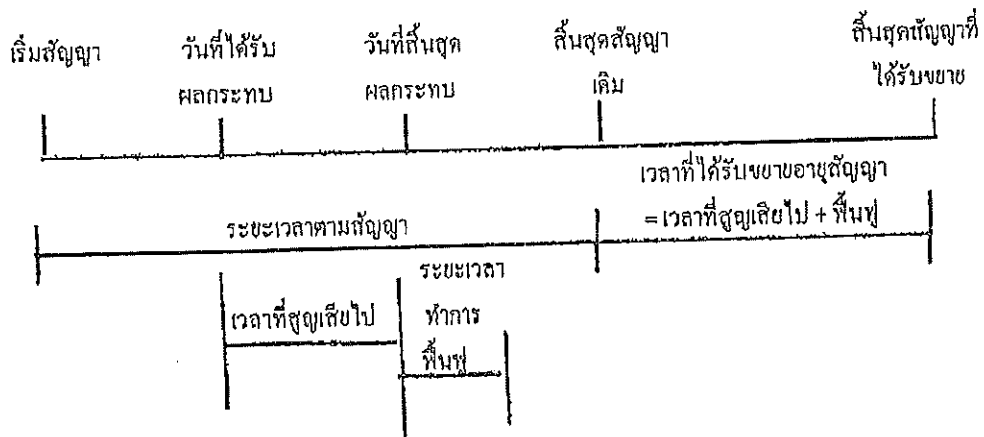 เริ่มสัญญา
วันที่ได้รับ
ผลกระทบ
วันที่สิ้นสุด
ผลกระทบ
สิ้นสุดสัญญา
เดิม
สิ้นสุดสัญญาที่
ได้รับขยาย
เวลาที่ได้รับขยายอายุสัญญา
= เวลาที่สูญเสียไป + ฟื้นฟู
ระยะเวลาตามสัญญา
เวลาที่สูญเสียไป
ระยะเวลา
ทำการ
ฟื้นฟู